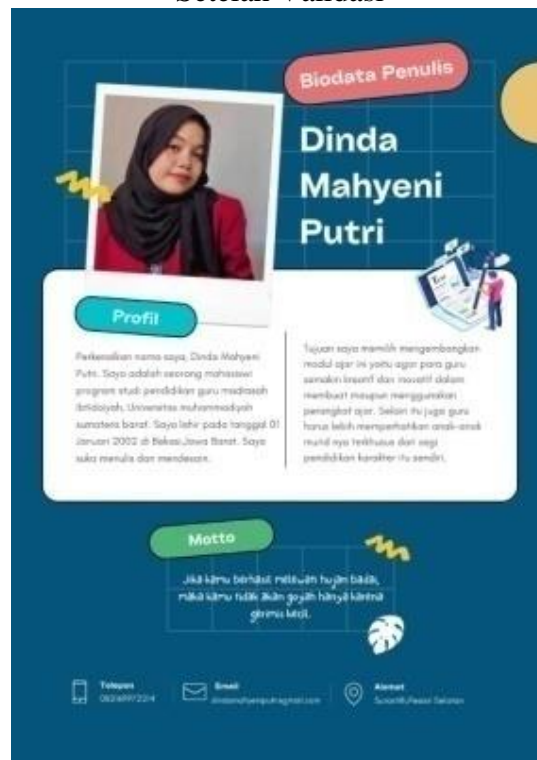 Setelah Validasi
Biodata Penulis
Dinda
Mahyeni
Putri
Profil
Perkenalkan nama saya, Dinda Mahyeni
Putri. Saya adalah seorang mahasiswi
program studi pendidikan guru madrasah
ibtidaiyah, Universitas muhammadiyah
sumatera barat. Saya lahir pada tanggal 01
Januari 2002 di Bekasi Jawa Barat. Saya
suka menulis dan mendesain.
Tujuan saya memilih mengembangkan
modul ajar ini yaitu agar para guru
semakin kreatif dan inovatif dalam
membuat maupun menggunakan
perangkat ajar. Selain itu juga guru
harus lebih memperhatikan anak-anak
murid nya terkhusus dari segi
pendidikan karakter itu sendiri.
Motto
Jika kamu berhasil melewan hujan badai,
maka kamu tidak akan goyah hanya karena
gerimis kecil.
Telepon
Email
Alamat
Selatan